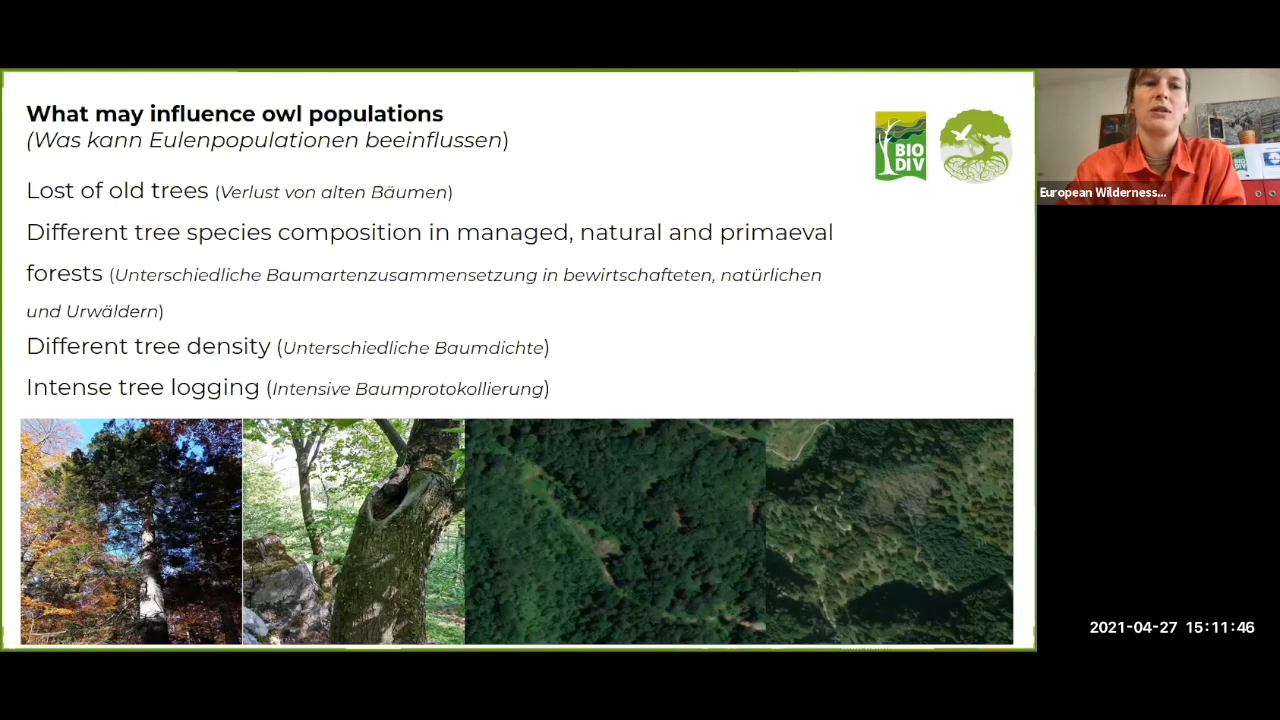 What may influence owl populations
(Was kann Eulenpopulationen beeinflussen)
Lost of old trees (Verlust von alten Bäumen)
Different tree species composition in managed, natural and primaeval
forests (Unterschiedliche Baumartenzusammensetzung in bewirtschafteten, natürlichen
und Urwäldern)
Different tree density (Unterschiedliche Baumdichte)
Intense tree logging (Intensive Baumprotokollierung)
BIO
DIV
European Wilderness...
2021-04-27 15:11:46